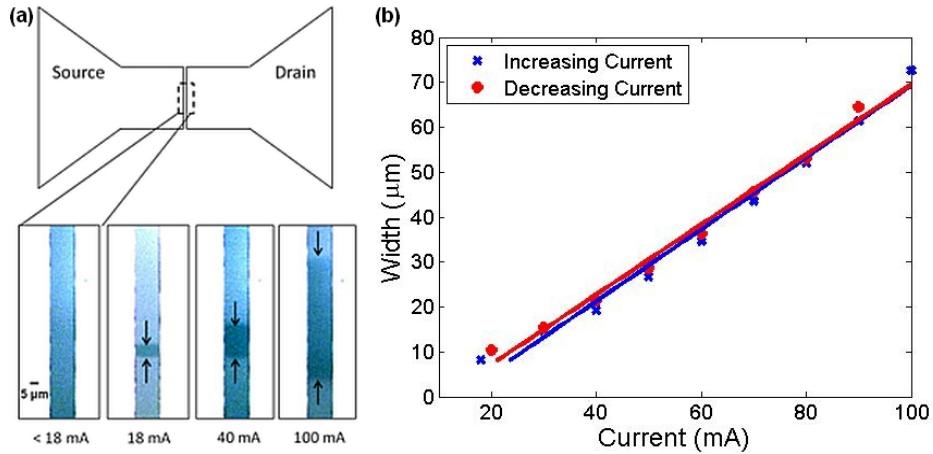 (a)
Source
Drain
5 μm
< 18 mA
18 mA
40 mA
100 mA
(b)
80
70
60
50
40
30
20
10
0
Width (μm)
Increasing Current
Decreasing Current
20
40
60
80
100
Current (mA)